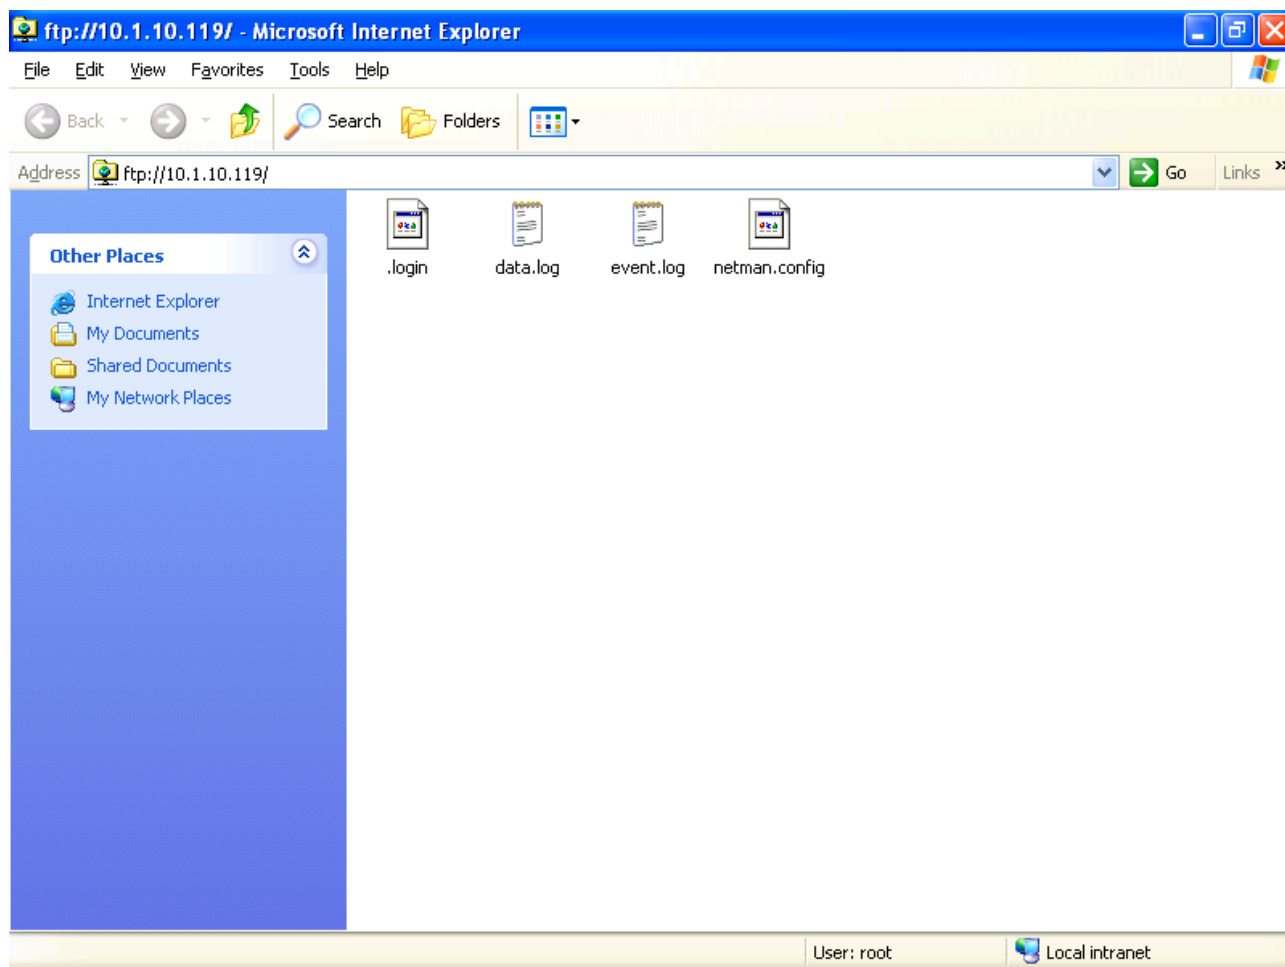 ftp://10.1.10.119/ - Microsoft Internet Explorer
File Edit View Favorites Tools Help
Back Search Folders
Address ftp://10.1.10.119/ Go Links »
Other Places
Internet Explorer
My Documents
Shared Documents
My Network Places
.login data.log event.log netman.config
User: root Local intranet